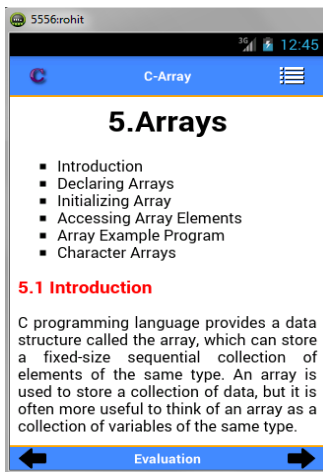 5556:rohit
3G 12:45
C C-Array
5.Arrays
Introduction
Declaring Arrays
Initializing Array
Accessing Array Elements
Array Example Program
Character Arrays
5.1 Introduction
C programming language provides a data
structure called the array, which can store
a fixed-size sequential collection of
elements of the same type. An array is
used to store a collection of data, but it is
often more useful to think of an array as a
collection of variables of the same type.
Evaluation